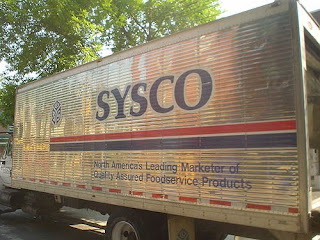 SYSCO
North America's Leading Marketer of
Quality Assured Foodservice Products